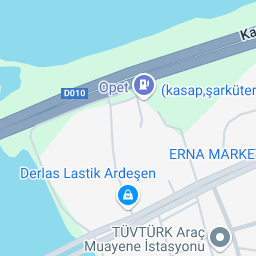 Ka
D010
Opet
(kasap,şarküter
ERNA MARKE
Derlas Lastik Ardeşen
TÜVTÜRK Araç
Muayene İstasyonu